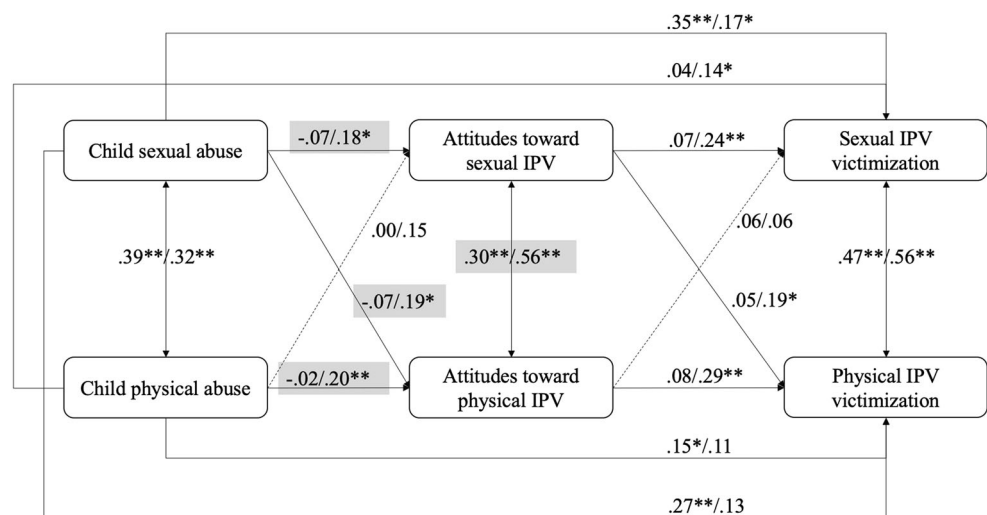 .35**/.17*
.04/.14*
Child sexual abuse
-.07/.18*
Attitudes toward
sexual IPV
.07/.24**
Sexual IPV
victimization
.00/.15
.06/.06
.39**/.32**
.30**/.56**
.47**/.56**
-.07/.19*
.05/.19*
Child physical abuse
-.02/.20**
Attitudes toward
physical IPV
.08/.29**
Physical IPV
victimization
.15*/.11
.27**/.13